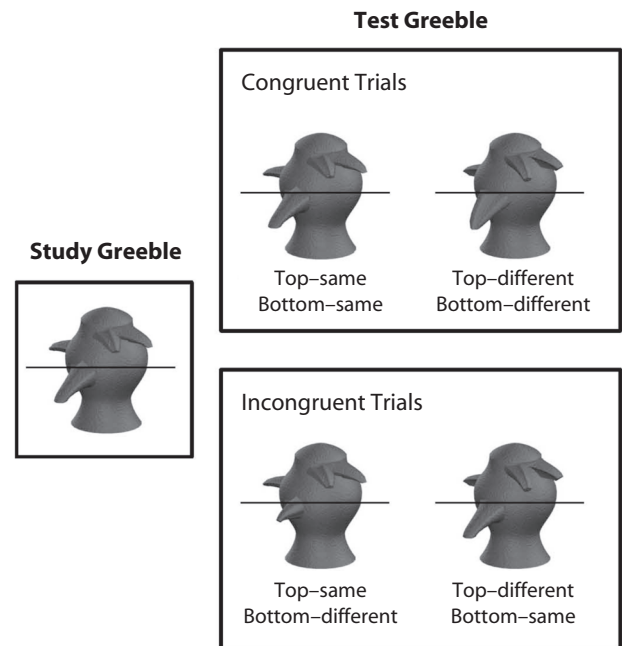 Test Greeble
Congruent Trials
Study Greeble
Top–same
Bottom–same
Top–different
Bottom–different
Incongruent Trials
Top–same
Bottom–different
Top–different
Bottom–same